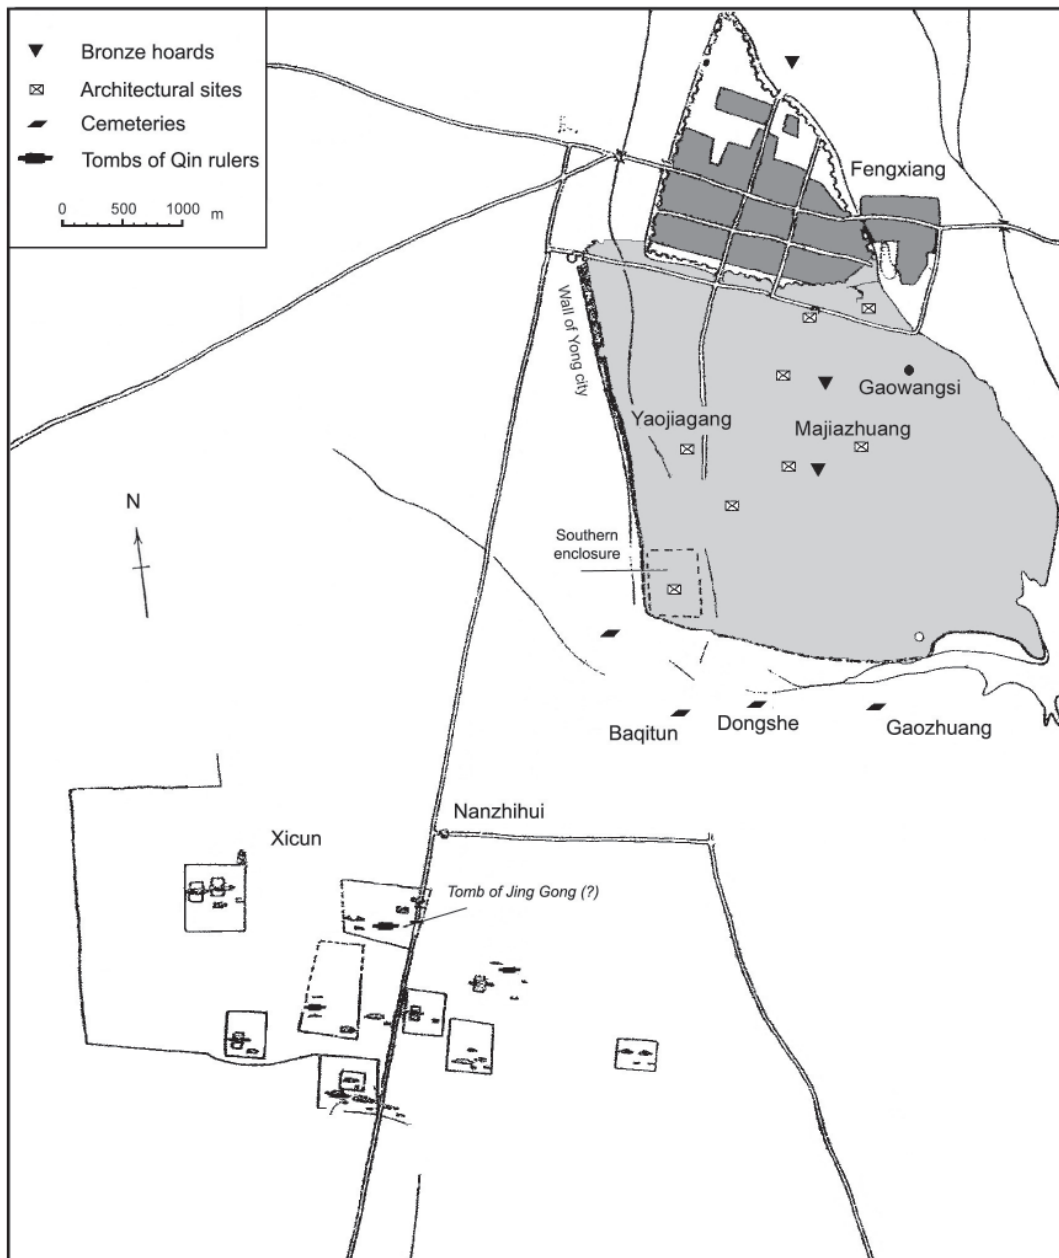 Bronze hoards
Architectural sites
Cemeteries
Tombs of Qin rulers
0 500 1000 m
Fengxiang
Wall of Yong city
Gaowangsi
Yaojiagang
Majiazhuang
N
Southern
enclosure
Baqitun
Dongshe
Gaozhuang
Nanzhihui
Xicun
Tomb of Jing Gong (?)